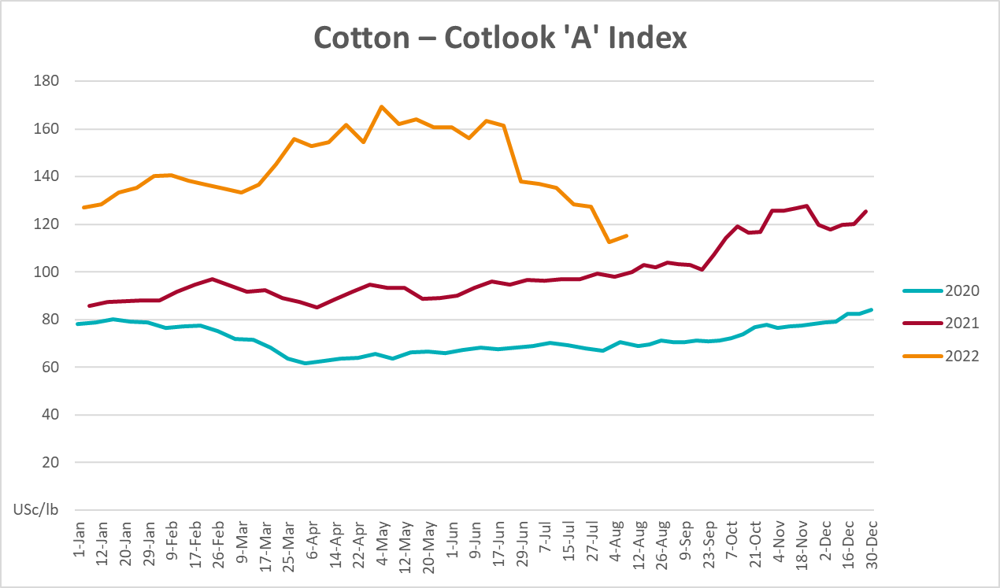 Cotton – Cotlook 'A' Index
180
160
140
120
100
80
60
40
20
USc/lb
1-Jan
12-Jan
20-Jan
29-Jan
9-Feb
17-Feb
26-Feb
9-Mar
17-Mar
25-Mar
6-Apr
14-Apr
22-Apr
4-May
12-May
20-May
1-Jun
9-Jun
17-Jun
29-Jun
7-Jul
15-Jul
27-Jul
4-Aug
12-Aug
26-Aug
9-Sep
23-Sep
7-Oct
21-Oct
4-Nov
18-Nov
2-Dec
16-Dec
30-Dec
2020
2021
2022